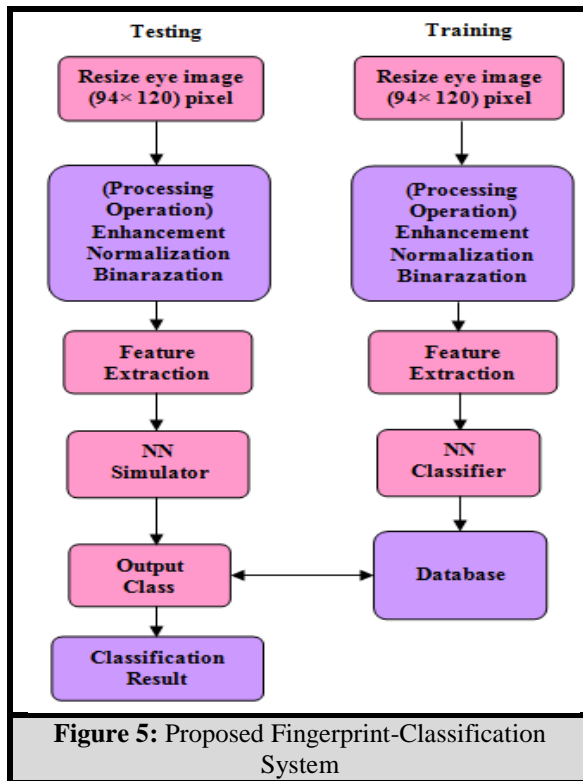 Testing
Resize eye image
(94× 120) pixel
(Processing
Operation)
Enhancement
Normalization
Binarazation
Feature
Extraction
NN
Simulator
Output
Class
Classification
Result
Training
Resize eye image
(94× 120) pixel
(Processing
Operation)
Enhancement
Normalization
Binarazation
Feature
Extraction
NN
Classifier
Database
Figure 5: Proposed Fingerprint-Classification
System